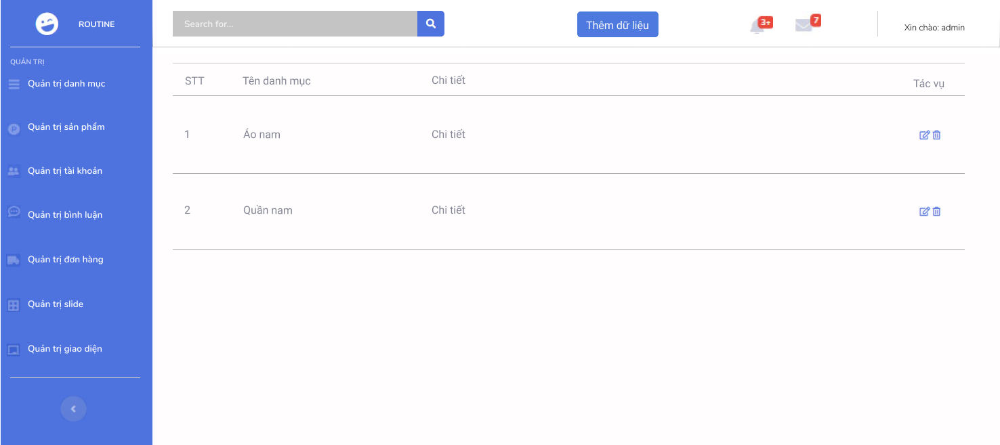 ROUTINE
QUẢN TRỊ
Quản trị danh mục
Quản trị sản phẩm
Quản trị tài khoản
Quản trị bình luận
Quản trị đơn hàng
Quản trị slide
Quản trị giao diện
Search for...
Thêm dữ liệu
3+
7
Xin chào: admin
STT Tên danh mục Chi tiết Tác vụ
1 Áo nam Chi tiết
2 Quần nam Chi tiết